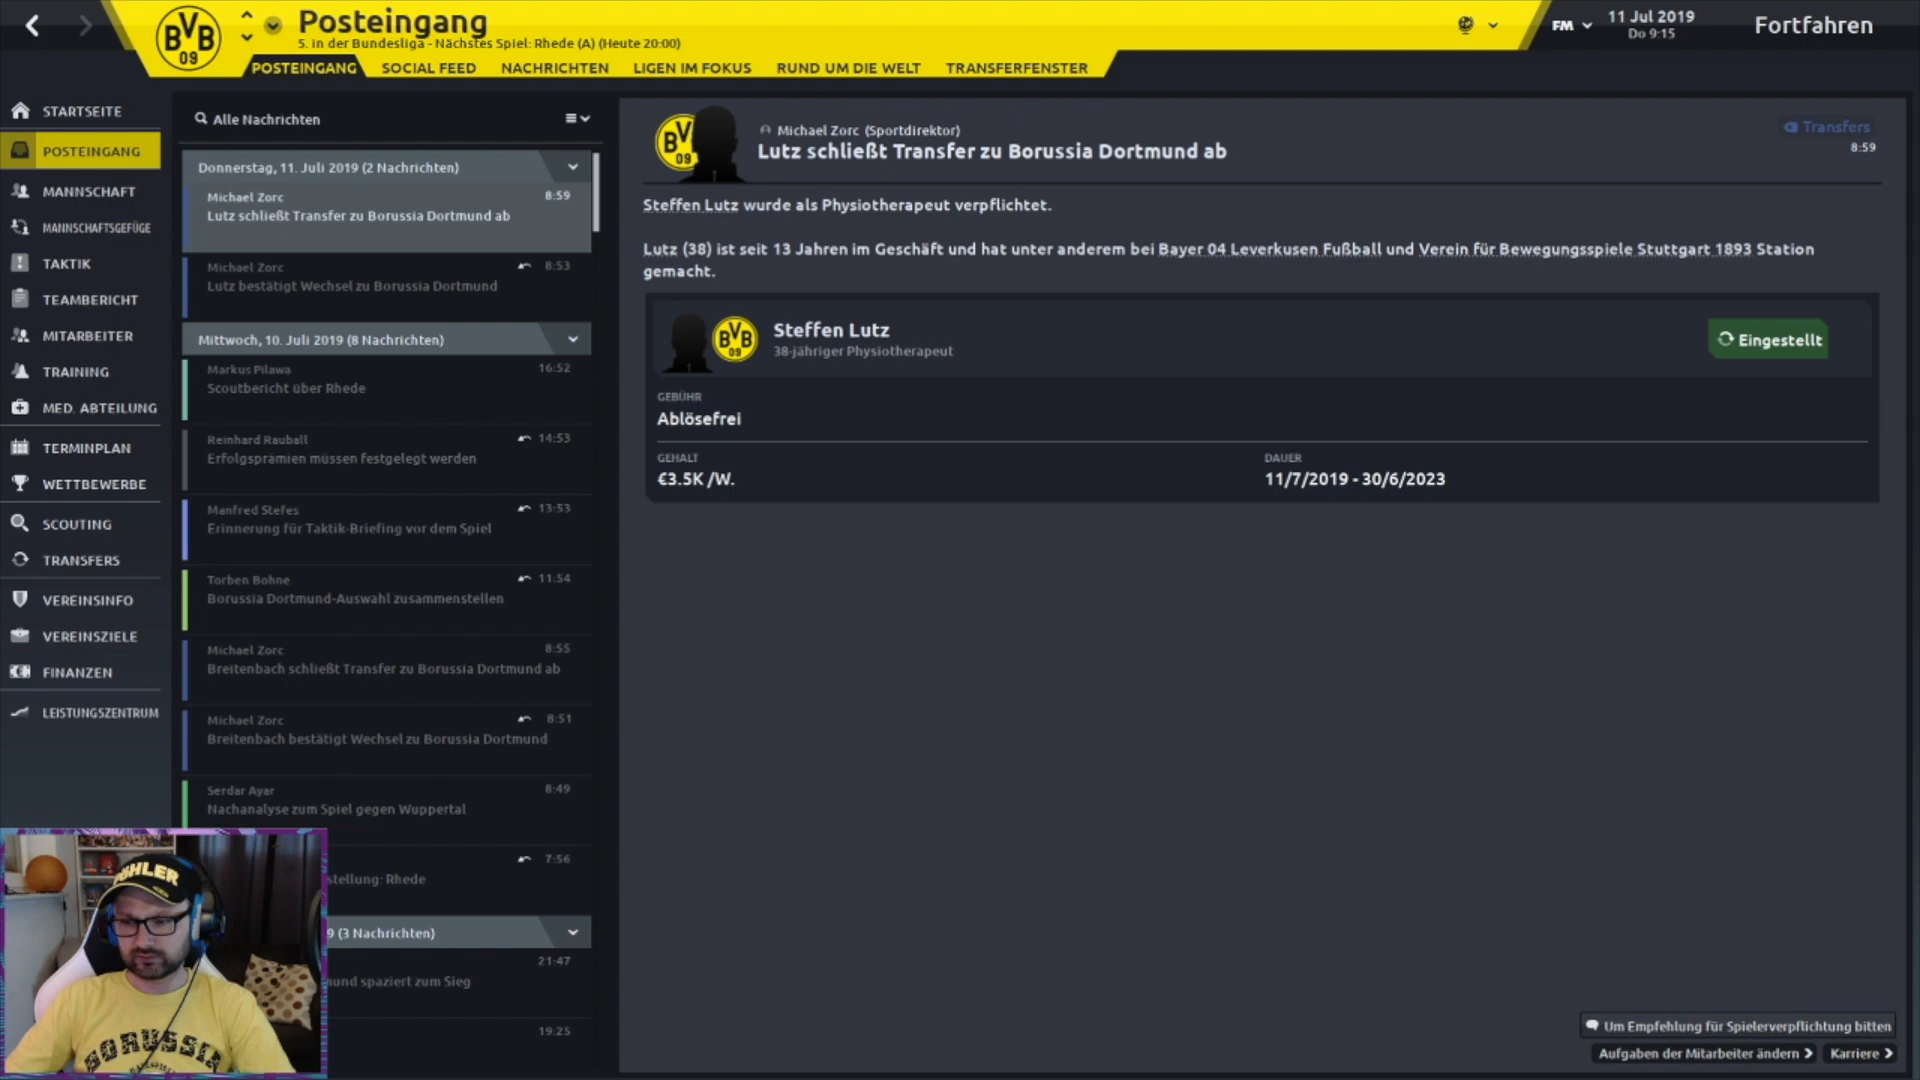 Posteingang
5. in der Bundesliga - Nächstes Spiel: Rhede (A) (Heute 20:00)
FM
11 Jul 2019
Do 9:15
Fortfahren
BVB
09
POSTEINGANG
SOCIAL FEED
NACHRICHTEN
LIGEN IM FOKUS
RUND UM DIE WELT
TRANSFERFENSTER
STARTSEITE
POSTEINGANG
MANNSCHAFT
MANNSCHAFTSGEFÜGE
TAKTIK
TEAMBERICHT
MITARBEITER
TRAINING
MED. ABTEILUNG
TERMINPLAN
WETTBEWERBE
SCOUTING
TRANSFERS
VEREINSINFO
VEREINSZIELE
FINANZEN
LEISTUNGSZENTRUM
Alle Nachrichten
Donnerstag, 11. Juli 2019 (2 Nachrichten)
Michael Zorc 8:59
Lutz schließt Transfer zu Borussia Dortmund ab
Michael Zorc 8:53
Lutz bestätigt Wechsel zu Borussia Dortmund
Mittwoch, 10. Juli 2019 (8 Nachrichten)
Markus Pilawa 16:52
Scoutbericht über Rhede
Reinhard Rauball 14:53
Erfolgsprämien müssen festgelegt werden
Manfred Stefes 13:53
Erinnerung für Taktik-Briefing vor dem Spiel
Torben Bohne 11:54
Borussia Dortmund-Auswahl zusammenstellen
Michael Zorc 8:55
Breitenbach schließt Transfer zu Borussia Dortmund ab
Michael Zorc 8:51
Breitenbach bestätigt Wechsel zu Borussia Dortmund
Serdar Ayar 8:49
Nachanalyse zum Spiel gegen Wuppertal
7:56
stellung: Rhede
9 (3 Nachrichten)
21:47
mund spaziert zum Sieg
19:25
BV
09
Michael Zorc (Sportdirektor)
Lutz schließt Transfer zu Borussia Dortmund ab
Transfers
8:59
Steffen Lutz wurde als Physiotherapeut verpflichtet.
Lutz (38) ist seit 13 Jahren im Geschäft und hat unter anderem bei Bayer 04 Leverkusen Fußball und Verein für Bewegungsspiele Stuttgart 1893 Station
gemacht.
BVB
09
Steffen Lutz
38-jähriger Physiotherapeut
Eingestellt
GEBÜHR
Ablösefrei
GEHALT
€3.5K /W.
DAUER
11/7/2019 - 30/6/2023
Um Empfehlung für Spielerverpflichtung bitten
Aufgaben der Mitarbeiter ändern
Karriere
PÖHLER
BORUSSIA